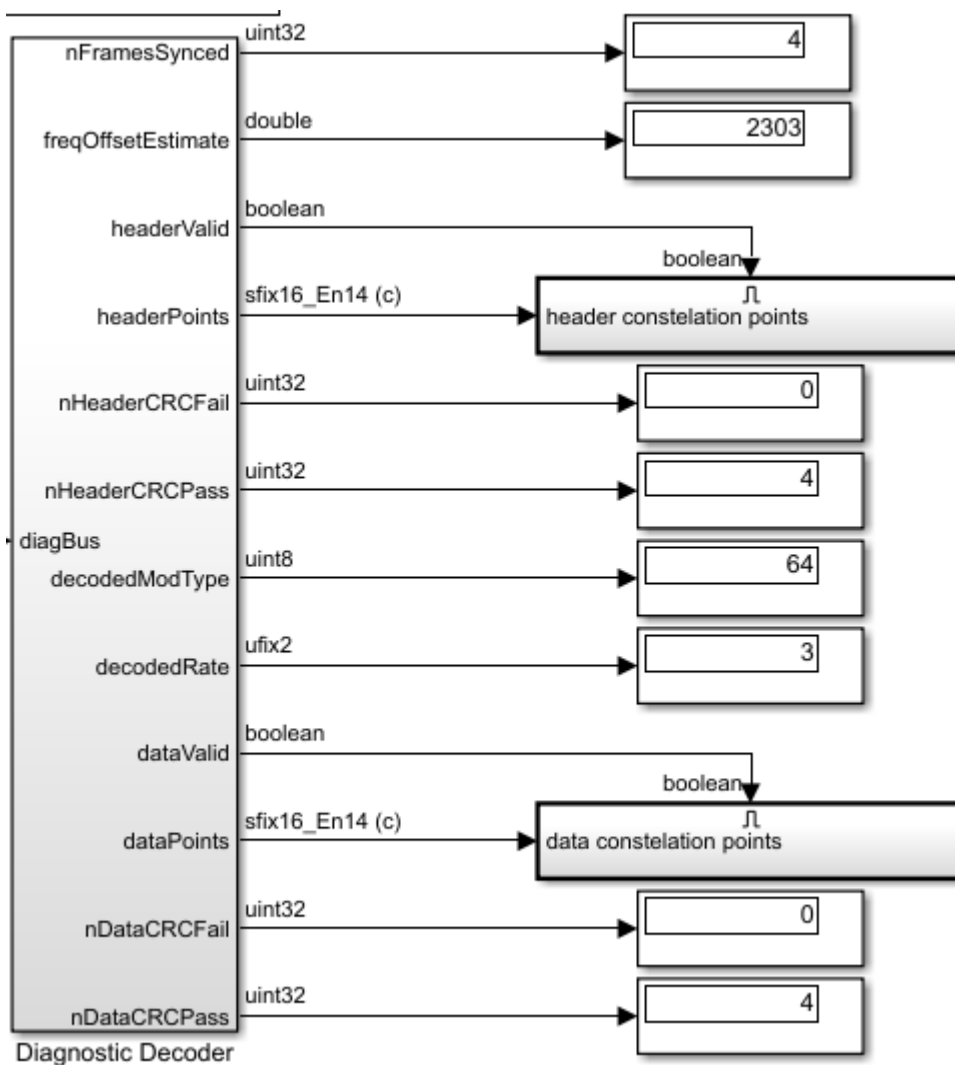 nFramesSynced
uint32
4
freqOffsetEstimate
double
2303
headerValid
boolean
boolean
headerPoints
sfix16_En14 (c)
header constelation points
nHeaderCRCFail
uint32
0
nHeaderCRCPass
uint32
4
diagBus
decodedModType
uint8
64
decodedRate
ufix2
3
dataValid
boolean
boolean
dataPoints
sfix16_En14 (c)
data constelation points
nDataCRCFail
uint32
0
nDataCRCPass
uint32
4
Diagnostic Decoder